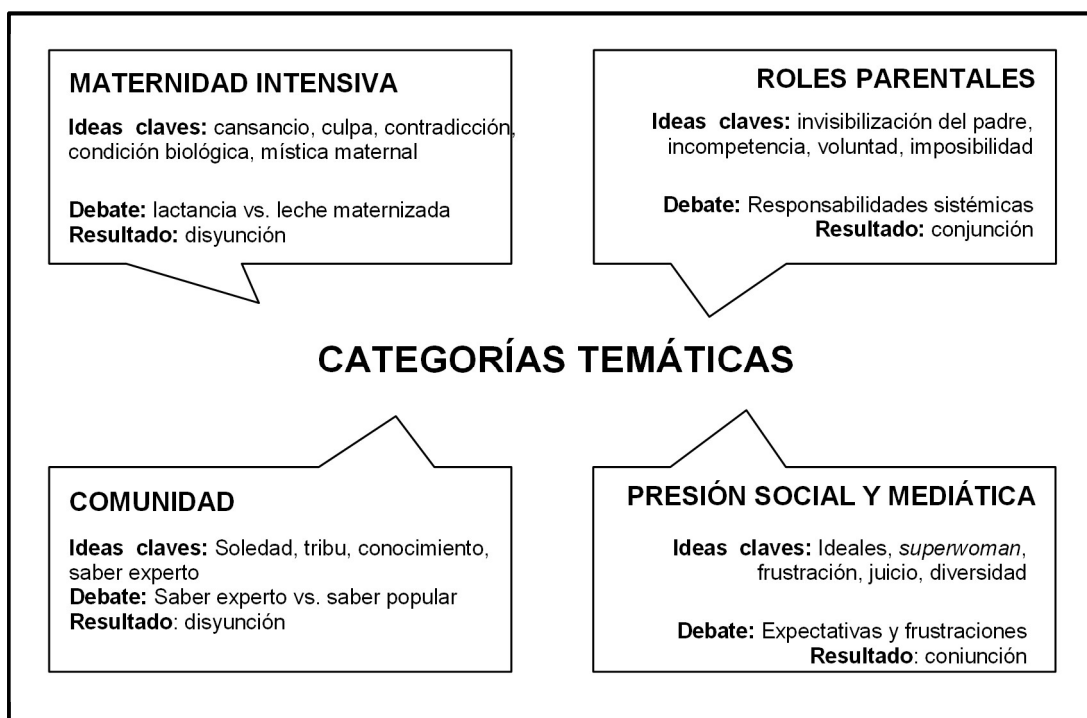 MATERNIDAD INTENSIVA
Ideas claves: cansancio, culpa, contradicción,
condición biológica, mística maternal
Debate: lactancia vs. leche maternizada
Resultado: disyunción
ROLES PARENTALES
Ideas claves: invisibilización del padre,
incompetencia, voluntad, imposibilidad
Debate: Responsabilidades sistémicas
Resultado: conjunción
CATEGORÍAS TEMÁTICAS
COMUNIDAD
Ideas claves: Soledad, tribu, conocimiento,
saber experto
Debate: Saber experto vs. saber popular
Resultado: disyunción
PRESIÓN SOCIAL Y MEDIÁTICA
Ideas claves: Ideales, superwoman,
frustración, juicio, diversidad
Debate: Expectativas y frustraciones
Resultado: conjunción